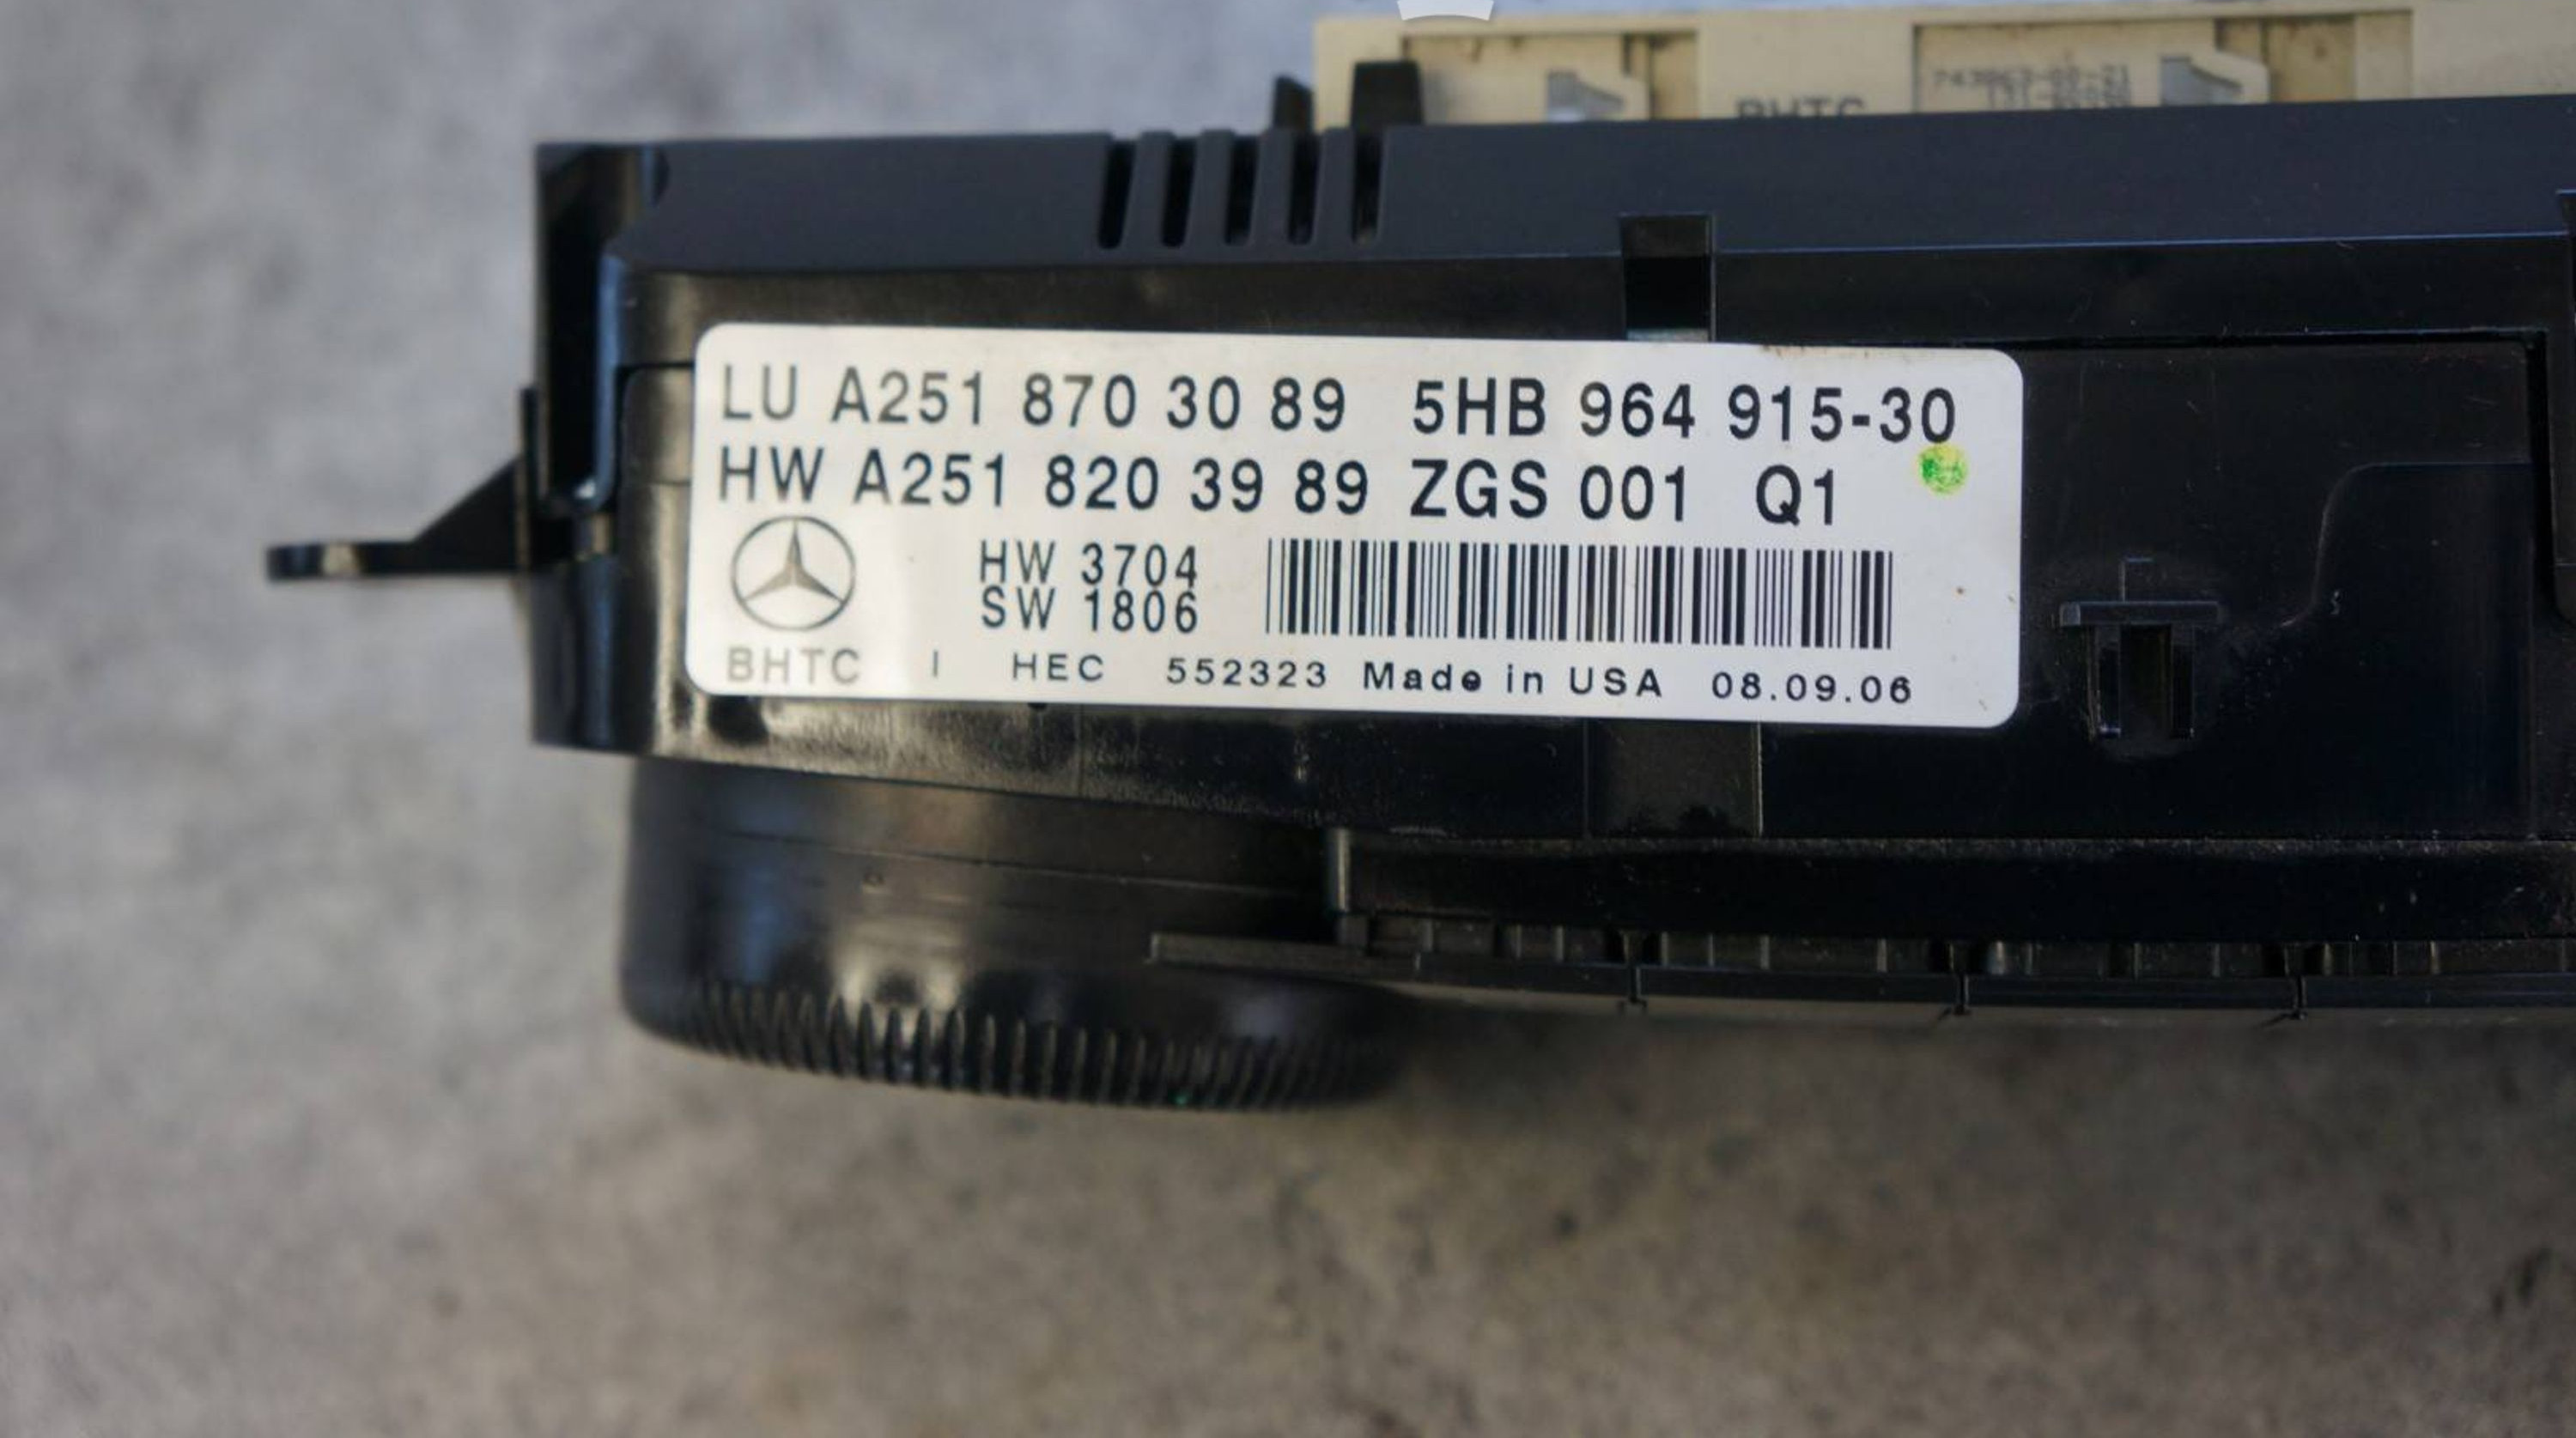 BHTC
LU A251 870 30 89 5HB 964 915-30
HW A251 820 39 89 ZGS 001 Q1
HW 3704
SW 1806
BHTC I HEC 552323 Made in USA 08.09.06